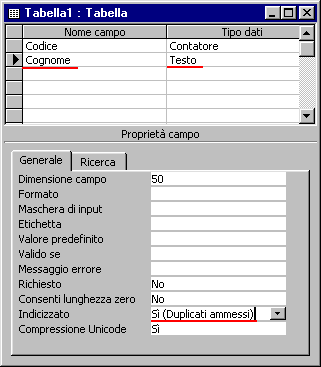 Tabella1 : Tabella
Nome campo Tipo dati
Codice Contatore
Cognome Testo
Proprietà campo
Generale Ricerca
Dimensione campo 50
Formato
Maschera di input
Etichetta
Valore predefinito
Valido se
Messaggio errore
Richiesto No
Consenti lunghezza zero No
Indicizzato Sì (Duplicati ammessi)
Compressione Unicode Sì